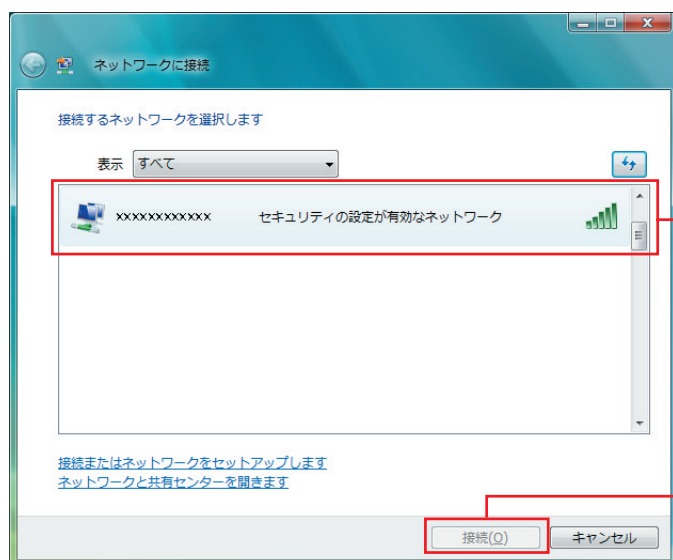 ネットワークに接続
接続するネットワークを選択します
表示 すべて
xxxxxxxxxxxx セキュリティの設定が有効なネットワーク
接続またはネットワークをセットアップします
ネットワークと共有センターを開きます
接続(O) キャンセル